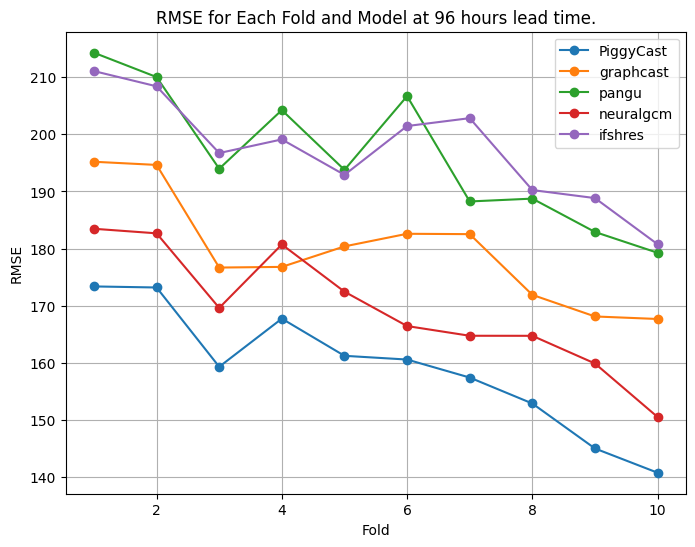 RMSE for Each Fold and Model at 96 hours lead time.
PiggyCast
graphcast
pangu
neuralgcm
ifshres
210
200
190
180
170
160
150
140
RMSE
2 4 6 8 10
Fold